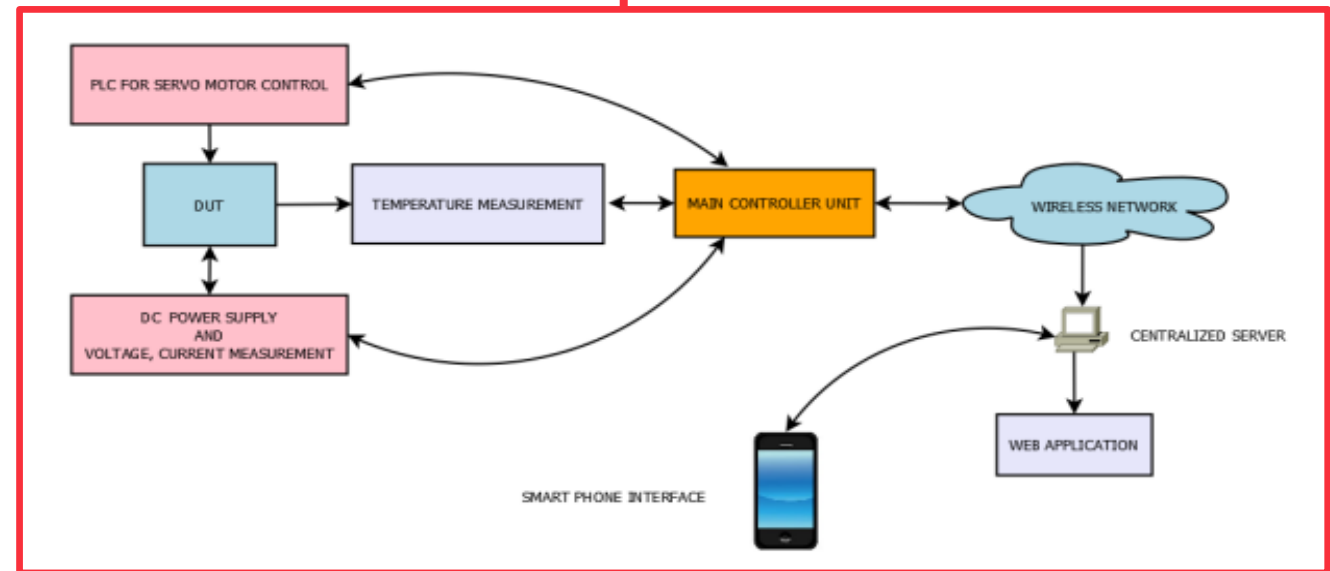 PLC FOR SERVO MOTOR CONTROL
DUT
TEMPERATURE MEASUREMENT
MAIN CONTROLLER UNIT
WIRELESS NETWORK
DC POWER SUPPLY
AND
VOLTAGE, CURRENT MEASUREMENT
CENTRALIZED SERVER
WEB APPLICATION
SMART PHONE INTERFACE